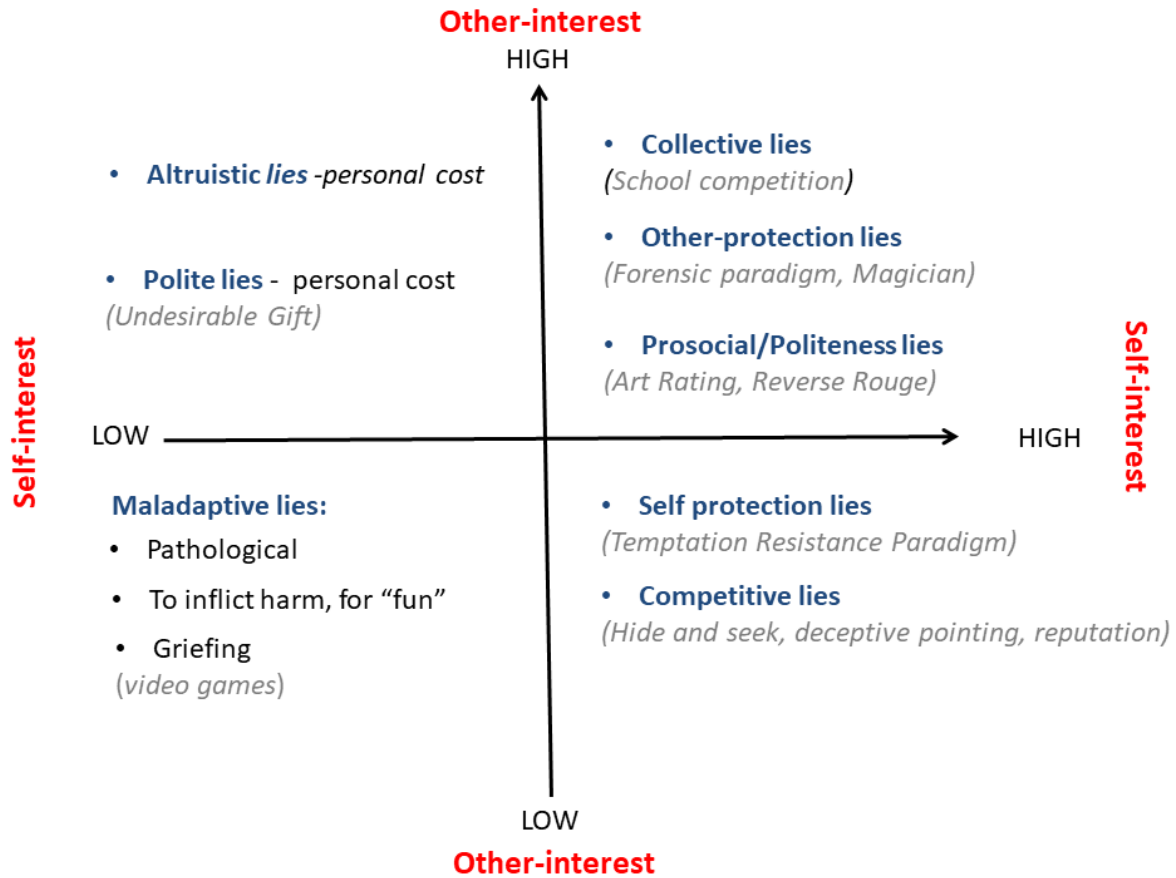 Other-interest
HIGH
• Altruistic lies -personal cost
• Polite lies - personal cost
(Undesirable Gift)
• Collective lies
(School competition)
• Other-protection lies
(Forensic paradigm, Magician)
• Prosocial/Politeness lies
(Art Rating, Reverse Rouge)
Self-interest
LOW
HIGH
Self-interest
Maladaptive lies:
• Pathological
• To inflict harm, for “fun”
• Griefing
(video games)
• Self protection lies
(Temptation Resistance Paradigm)
• Competitive lies
(Hide and seek, deceptive pointing, reputation)
LOW
Other-interest